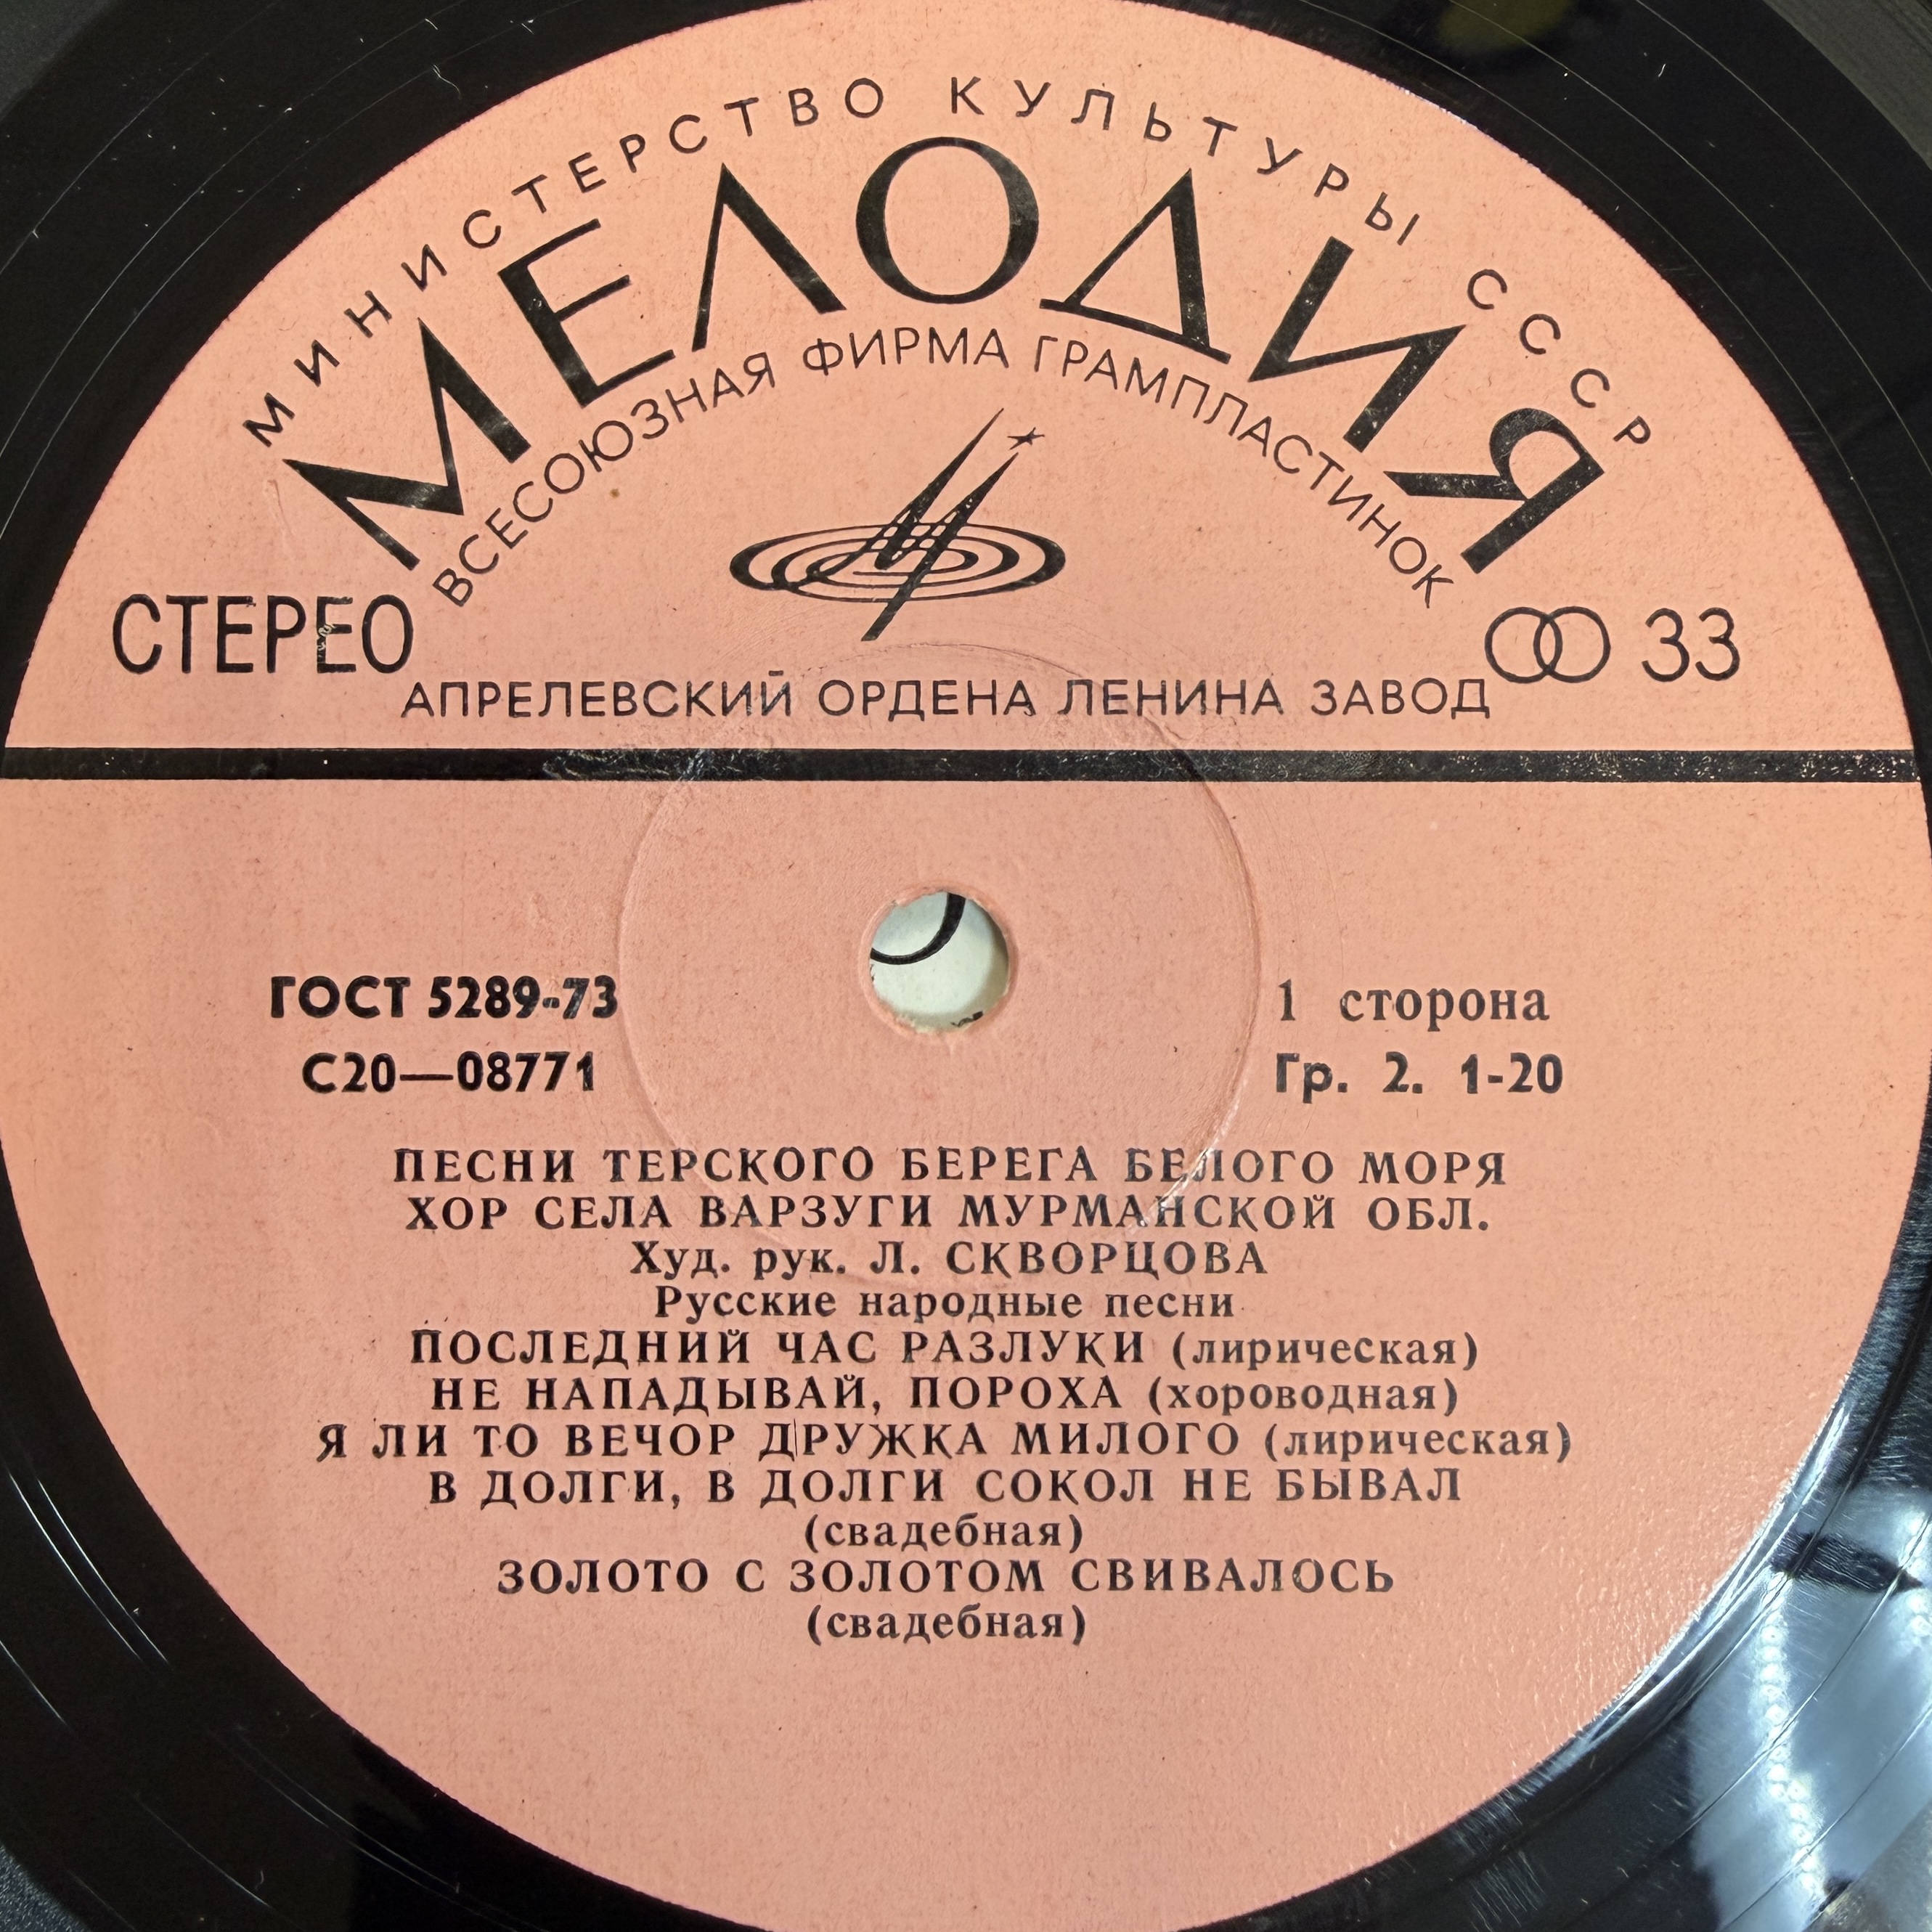 МИНИСТЕРСТВО КУЛЬТУРЫ СССР
МЕЛОДИЯ
ВСЕСОЮЗНАЯ ФИРМА ГРАМПЛАСТИНОК
СТЕРЕО
33
АПРЕЛЕВСКИЙ ОРДЕНА ЛЕНИНА ЗАВОД
ГОСТ 5289-73
1 сторона
С20—08771
Гр. 2. 1-20
ПЕСНИ ТЕРСКОГО БЕРЕГА БЕЛОГО МОРЯ
ХОР СЕЛА ВАРЗУГИ МУРМАНСКОЙ ОБЛ.
Худ. рук. Л. СКВОРЦОВА
Русские народные песни
ПОСЛЕДНИЙ ЧАС РАЗЛУКИ (лирическая)
НЕ НАПАДЫВАЙ, ПОРОХА (хороводная)
Я ЛИ ТО ВЕЧОР ДРУЖКА МИЛОГО (лирическая)
В ДОЛГИ, В ДОЛГИ СОКОЛ НЕ БЫВАЛ
(свадебная)
ЗОЛОТО С ЗОЛОТОМ СВИВАЛОСЬ
(свадебная)